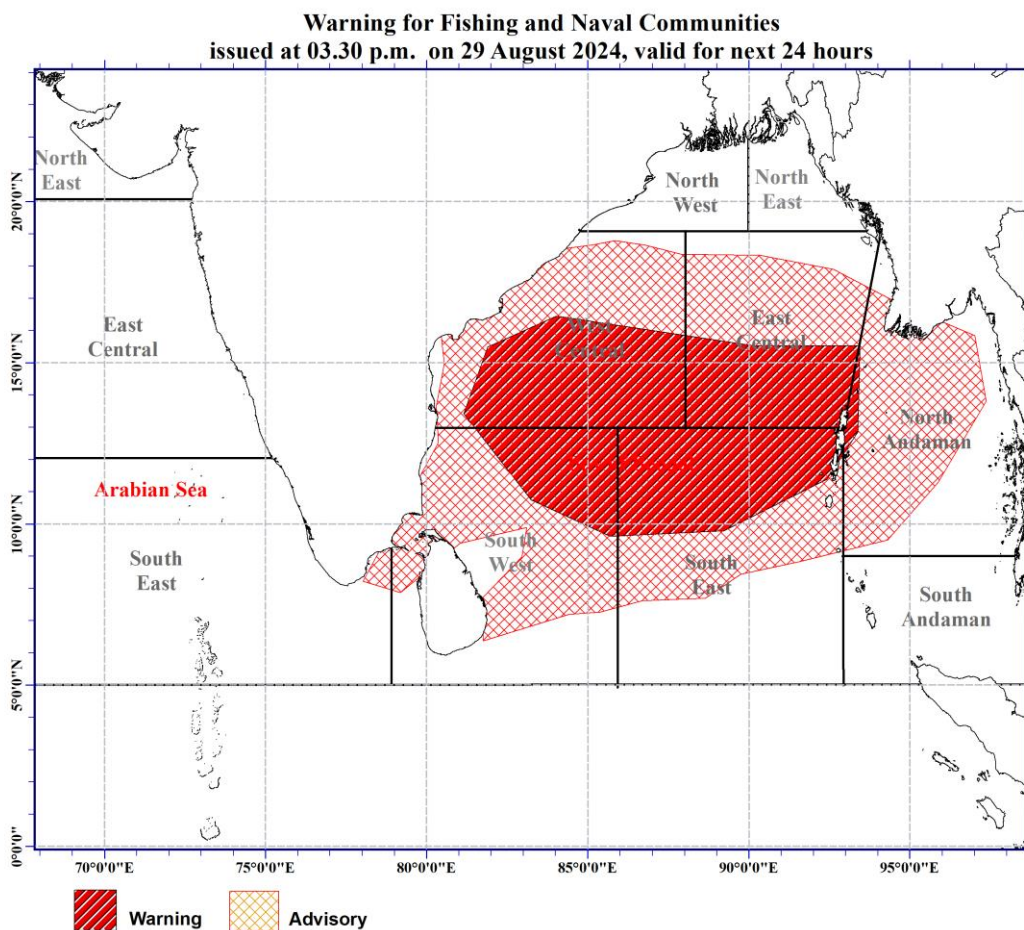 Warning for Fishing and Naval Communities
issued at 03.30 p.m. on 29 August 2024, valid for next 24 hours
North
East
North
West
North
East
20°0'0"N
East
Central
West
Central
East
Central
15°0'0"N
North
Andaman
Arabian Sea
10°0'0"N
South
East
South
West
South
East
South
Andaman
5°0'0"N
0°0'0"
70°0'0"E
75°0'0"E
80°0'0"E
85°0'0"E
90°0'0"E
95°0'0"E
Warning
Advisory